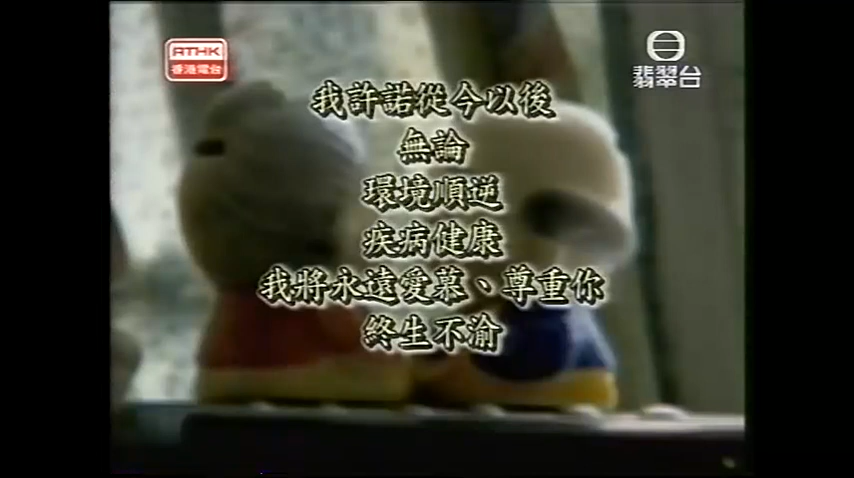 RTHK
香港電台
翡翠台
我許諾從今以後
無論
環境順逆
疾病健康
我將永遠愛慕、尊重你
終生不渝